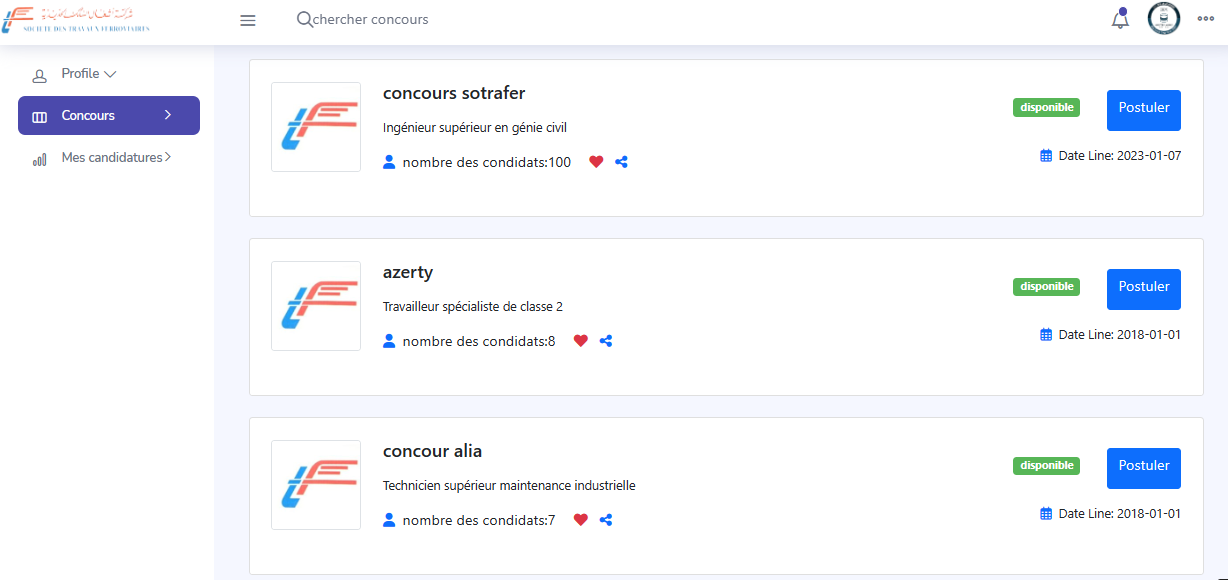 SOCIETE DES TRAVAUX FERROVIAIRES
chercher concours
Profile
Concours
Mes candidatures
concours sotrafer
Ingénieur supérieur en génie civil
nombre des condidats:100
disponible
Postuler
Date Line: 2023-01-07
azerty
Travailleur spécialiste de classe 2
nombre des condidats:8
disponible
Postuler
Date Line: 2018-01-01
concour alia
Technicien supérieur maintenance industrielle
nombre des condidats:7
disponible
Postuler
Date Line: 2018-01-01